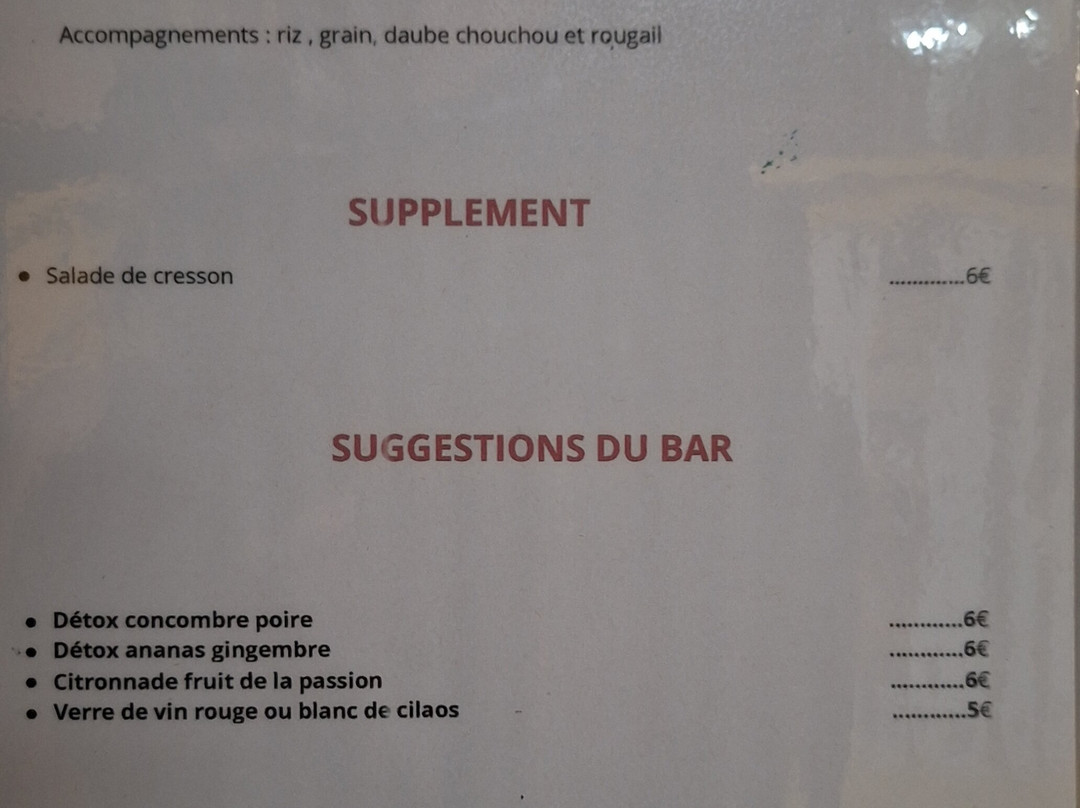 Accompagnements : riz , grain, daube chouchou et rougail
SUPPLEMENT
• Salade de cresson .............6€
SUGGESTIONS DU BAR
• Détox concombre poire ............6€
• Détox ananas gingembre ............6€
• Citronnade fruit de la passion ............6€
• Verre de vin rouge ou blanc de cilaos ............5€